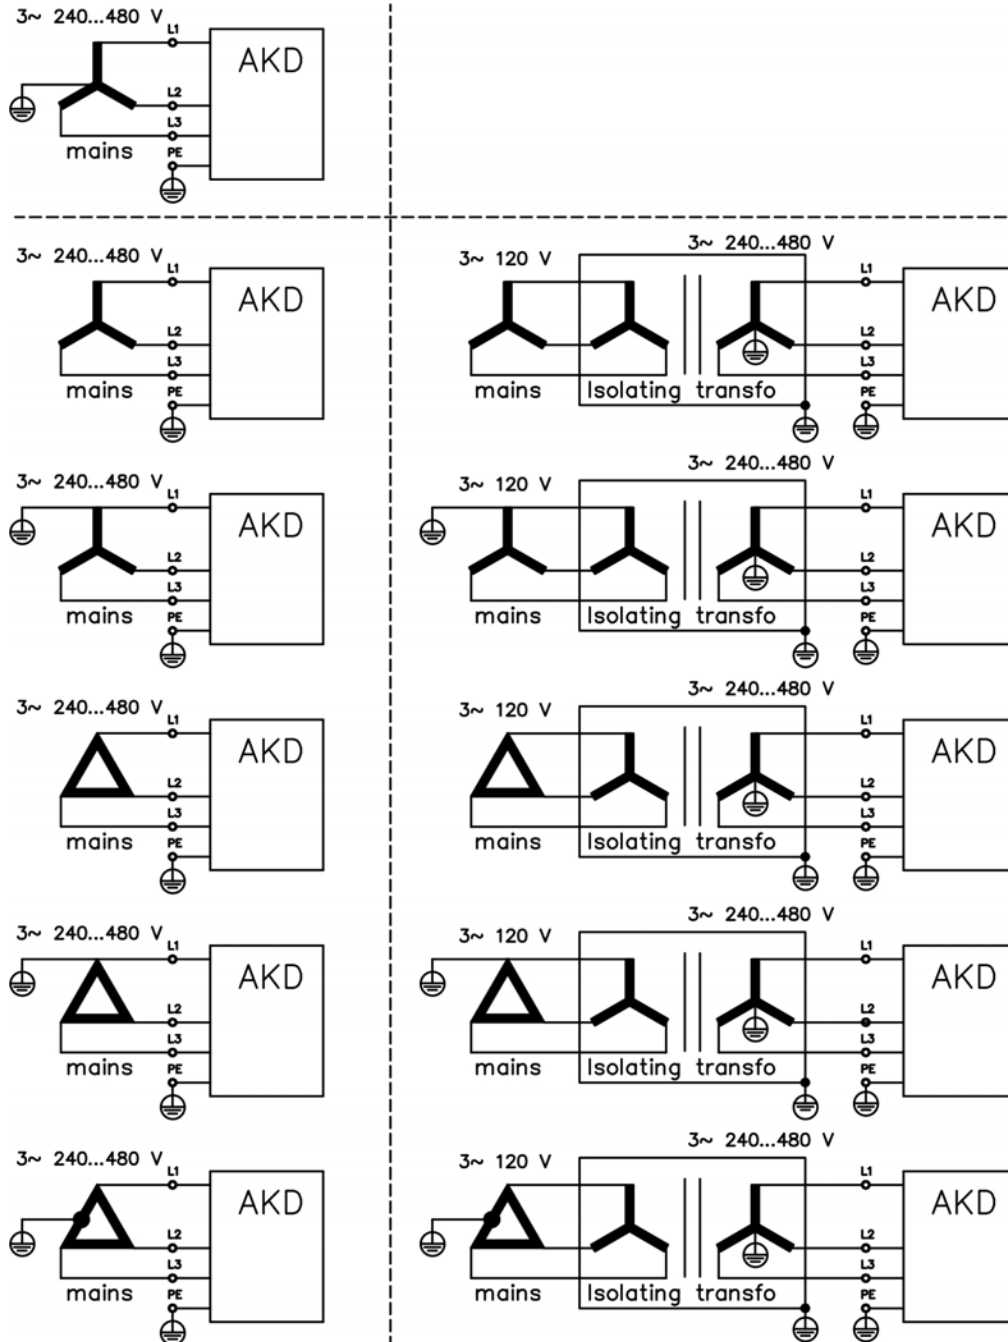 3~ 240...480 V
L1
AKD
L2
L3
mains
PE
3~ 240...480 V
L1
AKD
L2
L3
mains
PE
3~ 120 V
3~ 240...480 V
L1
AKD
L2
L3
mains
Isolating transfo
PE
3~ 240...480 V
L1
AKD
L2
L3
mains
PE
3~ 120 V
3~ 240...480 V
L1
AKD
L2
L3
mains
Isolating transfo
PE
3~ 240...480 V
L1
AKD
L2
L3
mains
PE
3~ 120 V
3~ 240...480 V
L1
AKD
L2
L3
mains
Isolating transfo
PE
3~ 240...480 V
L1
AKD
L2
L3
mains
PE
3~ 120 V
3~ 240...480 V
L1
AKD
L2
L3
mains
Isolating transfo
PE
3~ 240...480 V
L1
AKD
L2
L3
mains
PE
3~ 120 V
3~ 240...480 V
L1
AKD
L2
L3
mains
Isolating transfo
PE